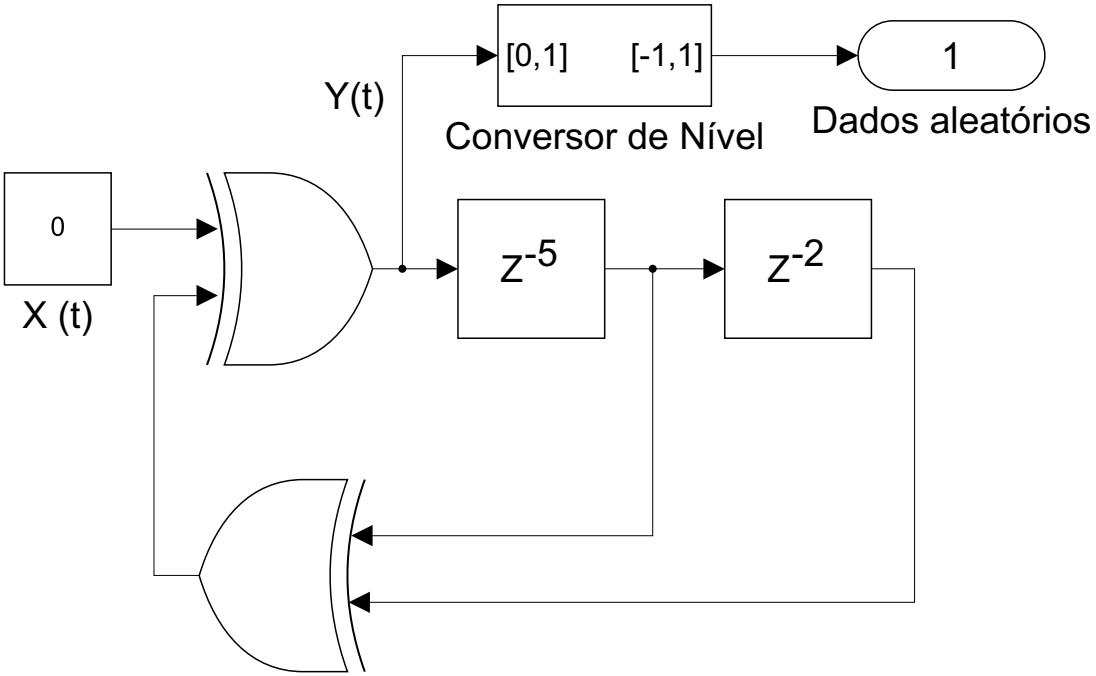 [0,1] [-1,1]
1
Y(t)
Conversor de Nível
Dados aleatórios
0
X (t)
Z-5
Z-2